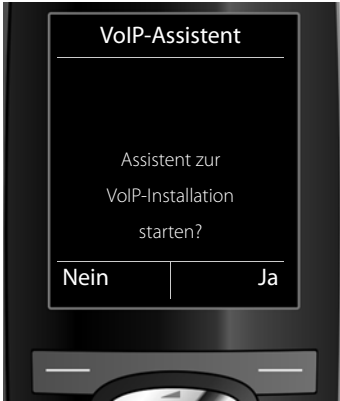 VoIP-Assistent
Assistent zur
VoIP-Installation
starten?
Nein Ja